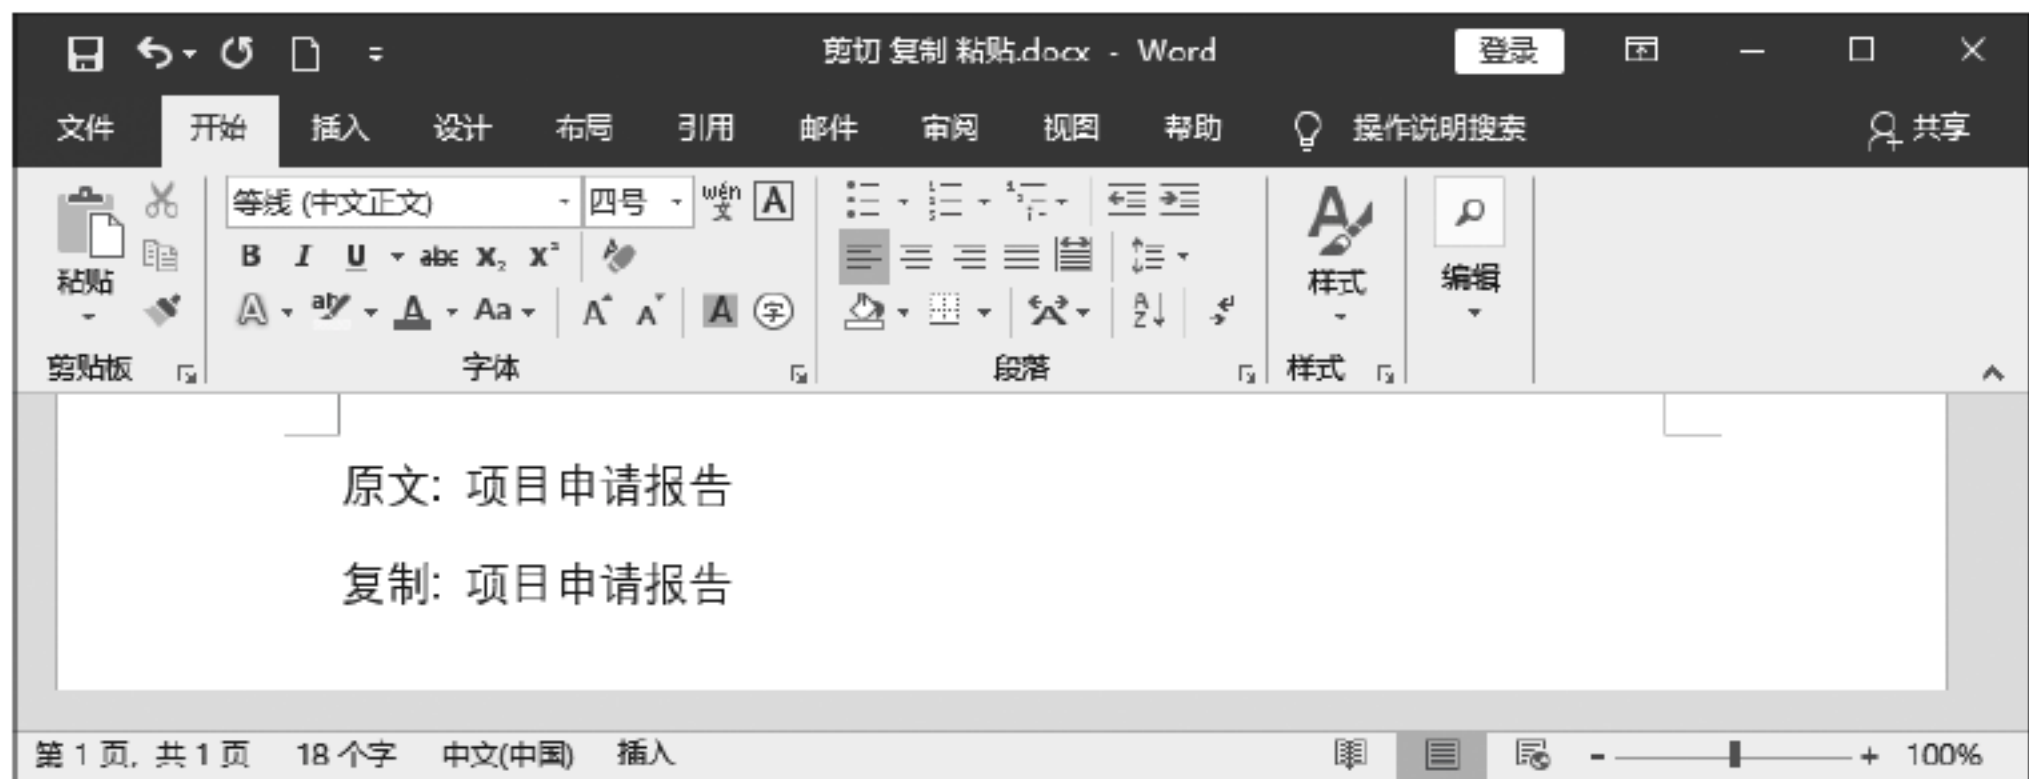 剪切 复制 粘贴.docx - Word 登录
文件 开始 插入 设计 布局 引用 邮件 审阅 视图 帮助 操作说明搜索 共享
等线 (中文正文) 四号 wén 文 A
B I U abc X₂ X²
粘贴 样式 编辑
A aby A Aa A A A 字 A Z
剪贴板 字体 段落 样式
原文: 项目申请报告
复制: 项目申请报告
第 1 页, 共 1 页 18 个字 中文(中国) 插入 - + 100%